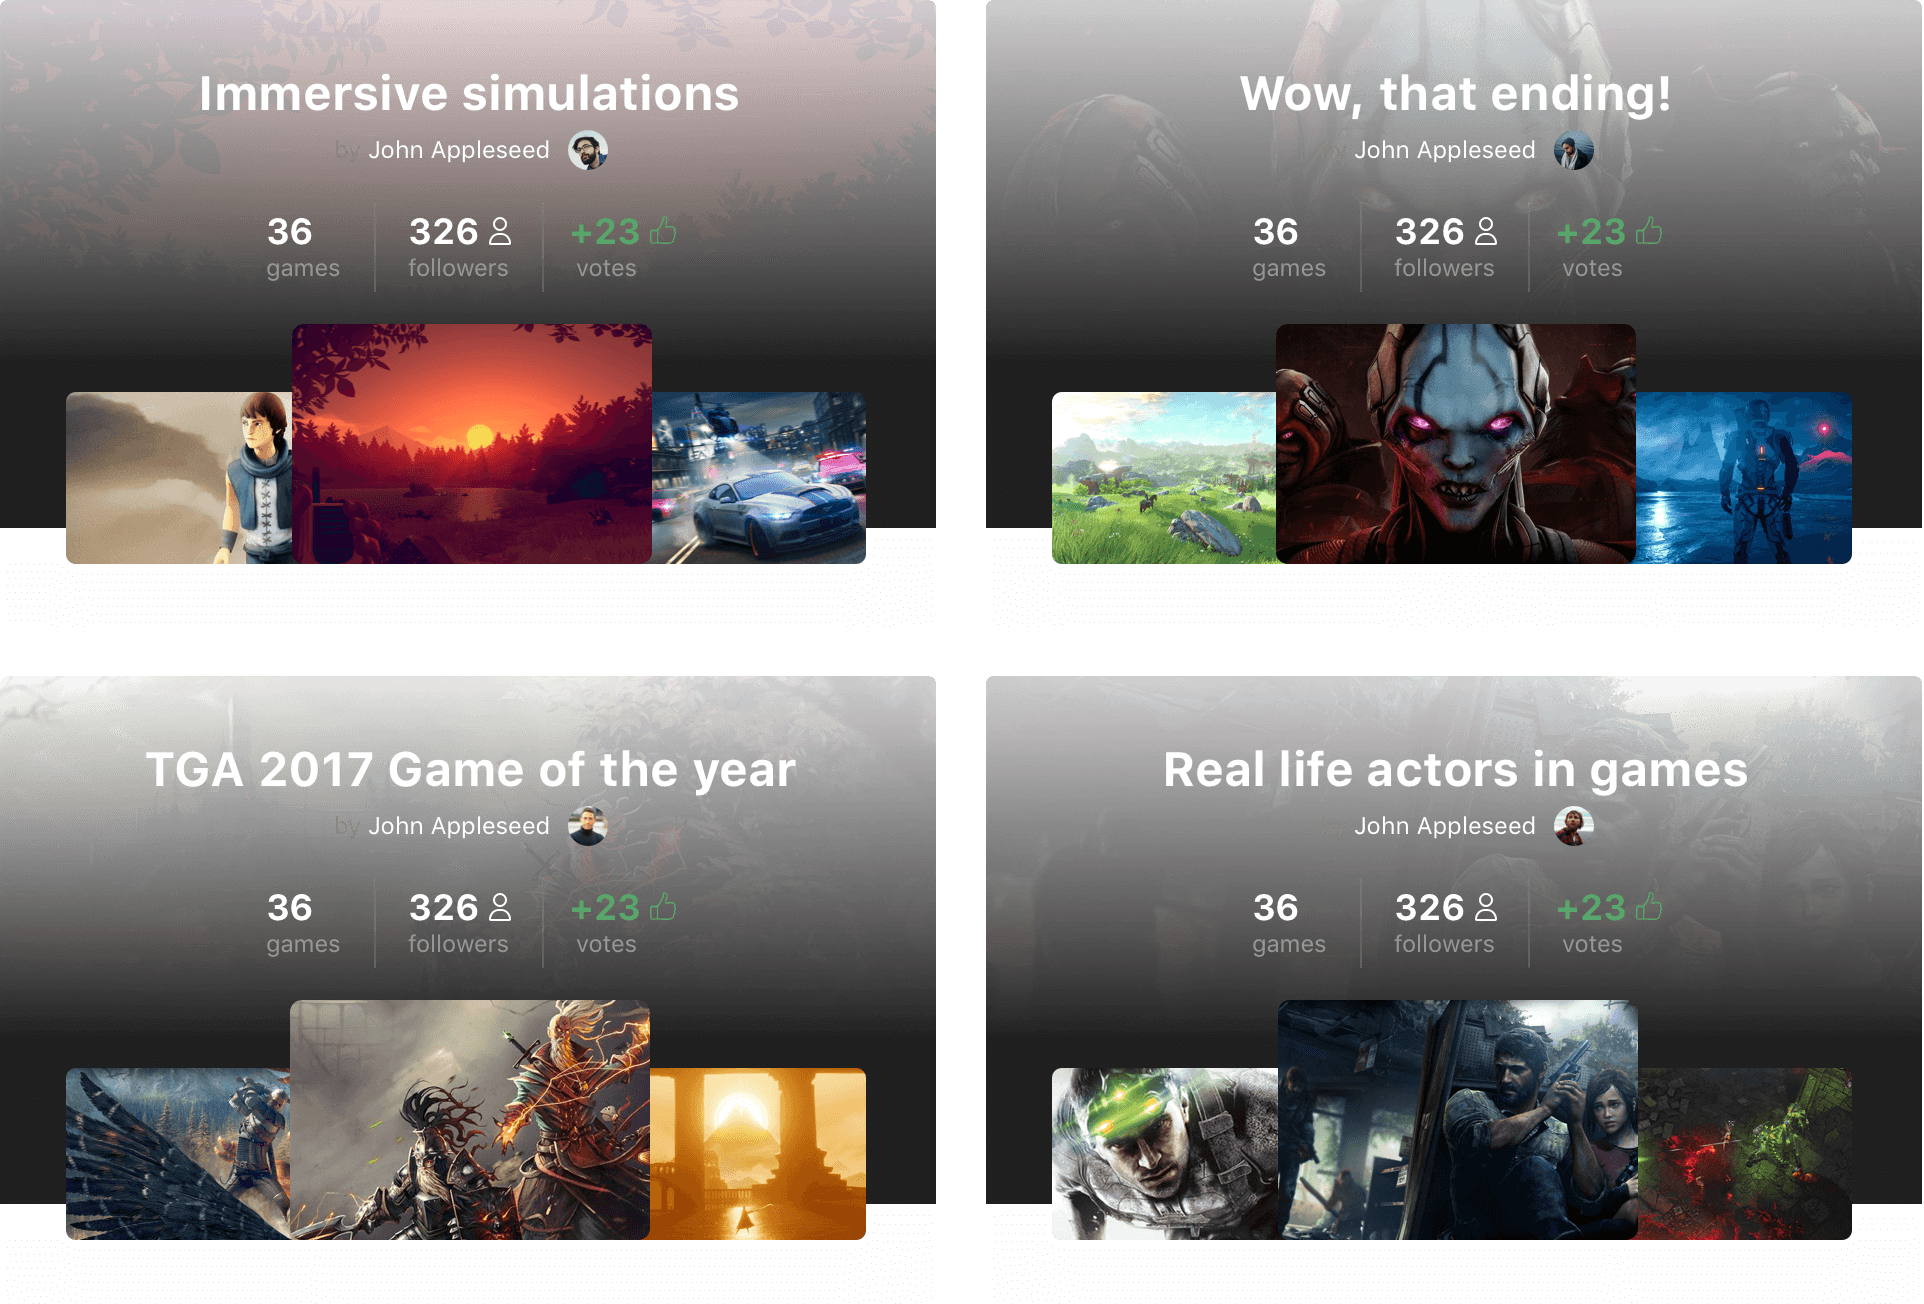 Immersive simulations
by John Appleseed
36
games
326
followers
+23
votes
Wow, that ending!
John Appleseed
36
games
326
followers
+23
votes
TGA 2017 Game of the year
by John Appleseed
36
games
326
followers
+23
votes
Real life actors in games
John Appleseed
36
games
326
followers
+23
votes